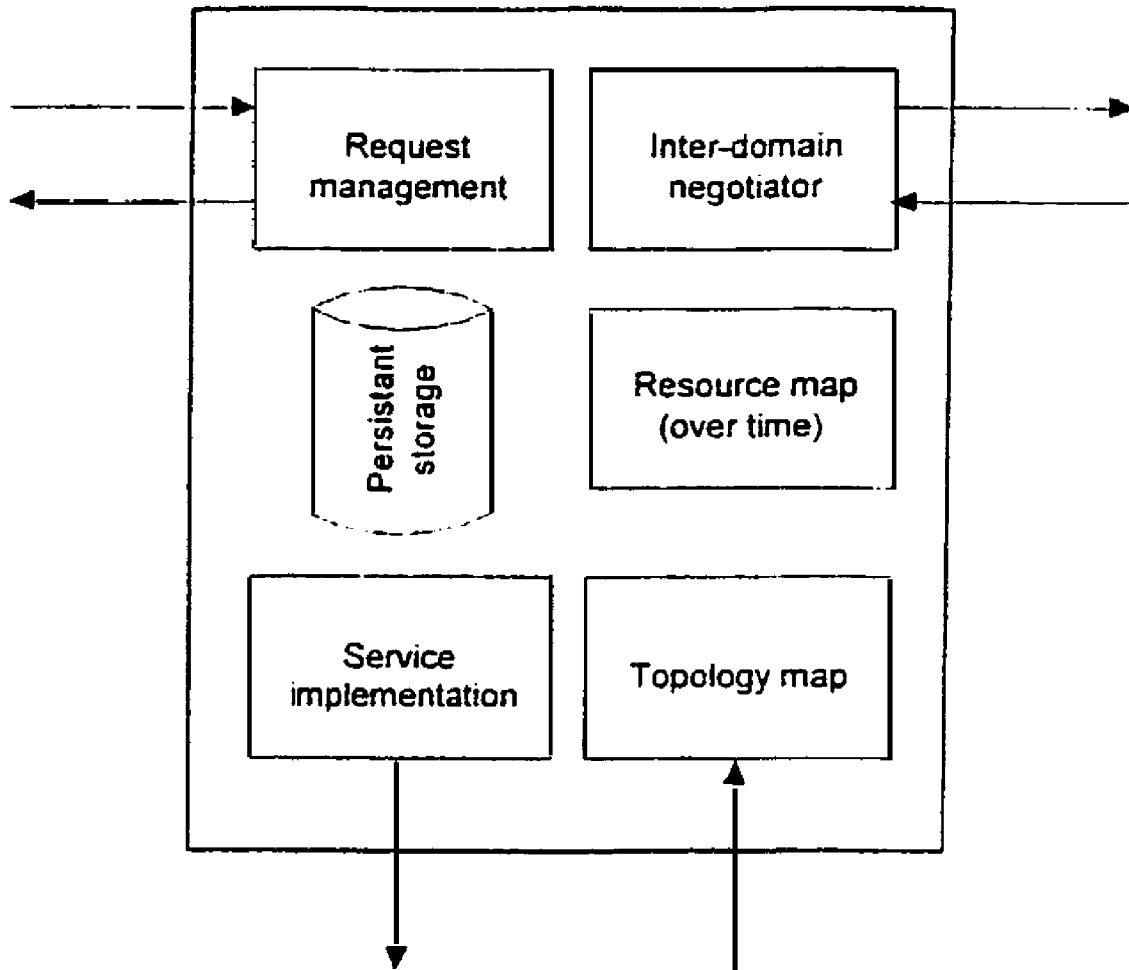 Request
management
Inter-domain
negotiator
Persistant
storage
Resource map
(over time)
Service
implementation
Topology map